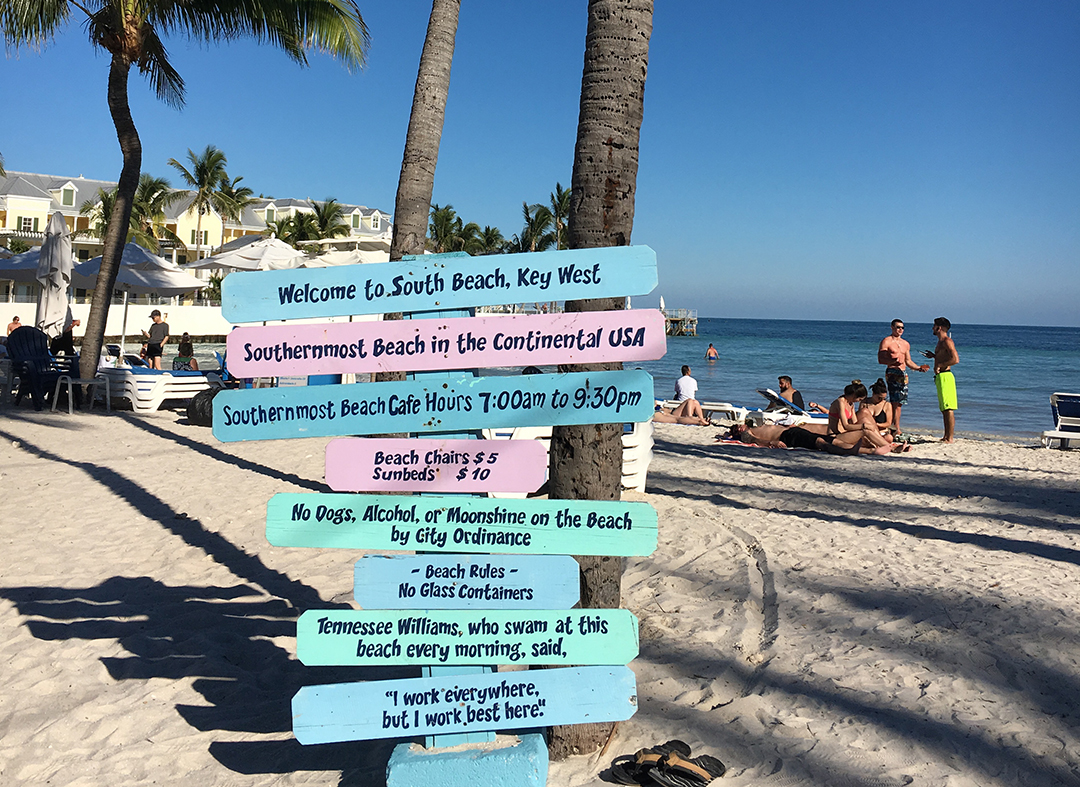 Welcome to South Beach, Key West
Southernmost Beach in the Continental USA
Southernmost Beach Cafe Hours 7:00am to 9:30pm
Beach Chairs $5
Sunbeds $10
No Dogs, Alcohol, or Moonshine on the Beach
by City Ordinance
- Beach Rules -
No Glass Containers
Tennessee Williams, who swam at this
beach every morning, said,
"I work everywhere,
but I work best here."